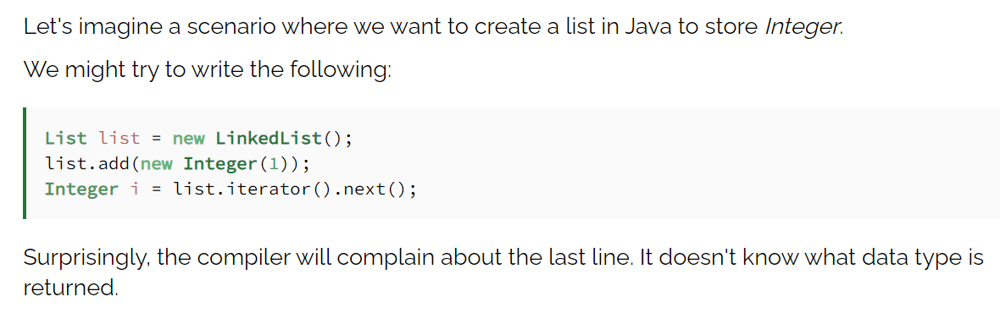 Let's imagine a scenario where we want to create a list in Java to store Integer.
We might try to write the following:
List list = new LinkedList();
list.add(new Integer(1));
Integer i = list.iterator().next();
Surprisingly, the compiler will complain about the last line. It doesn't know what data type is
returned.